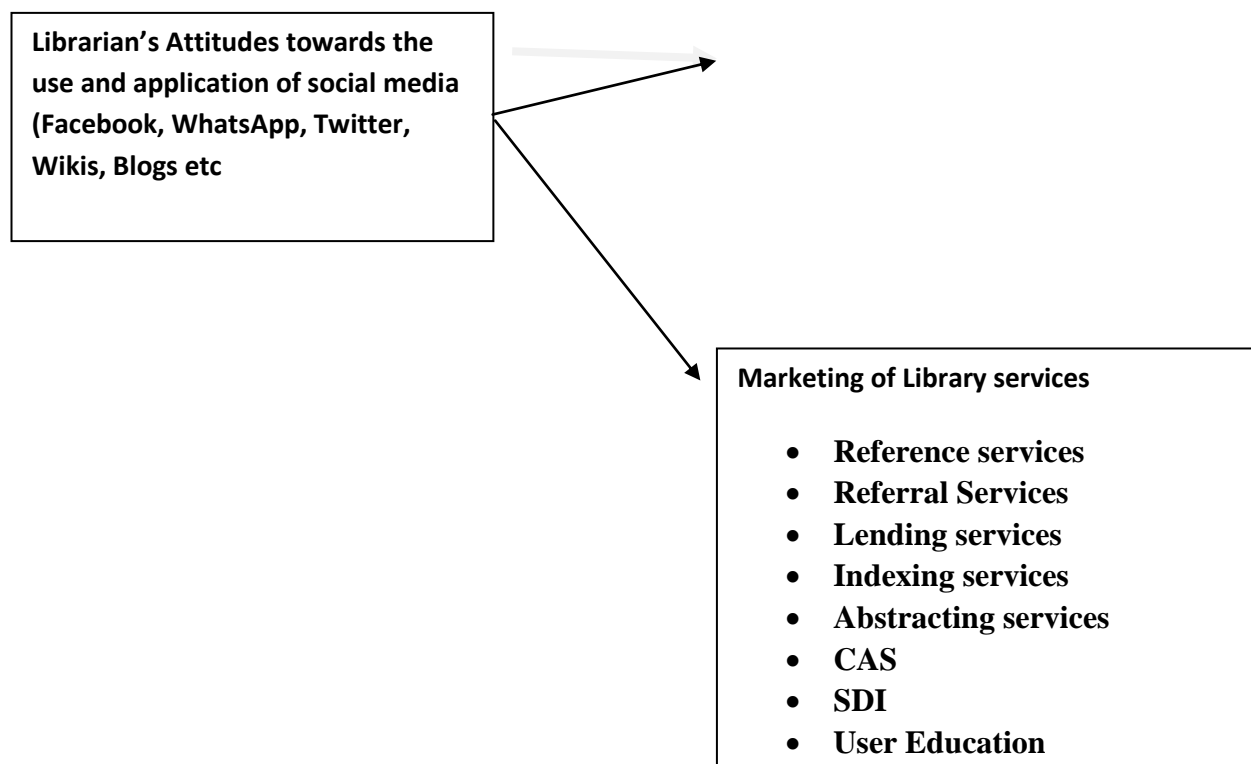 Librarian’s Attitudes towards the
use and application of social media
(Facebook, WhatsApp, Twitter,
Wikis, Blogs etc
Marketing of Library services
• Reference services
• Referral Services
• Lending services
• Indexing services
• Abstracting services
• CAS
• SDI
• User Education